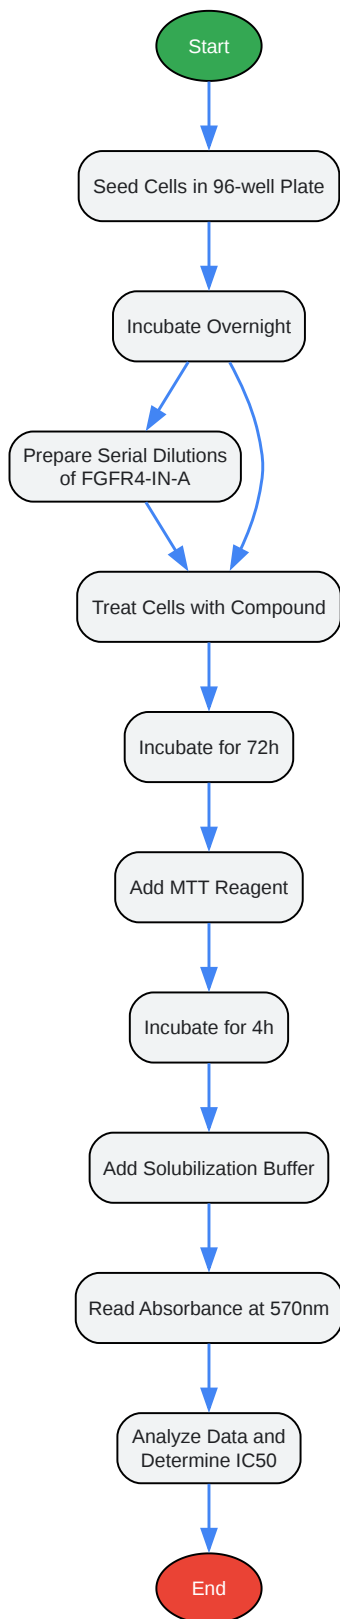 Start
Seed Cells in 96-well Plate
Incubate Overnight
Prepare Serial Dilutions
of FGFR4-IN-A
Treat Cells with Compound
Incubate for 72h
Add MTT Reagent
Incubate for 4h
Add Solubilization Buffer
Read Absorbance at 570nm
Analyze Data and
Determine IC50
End